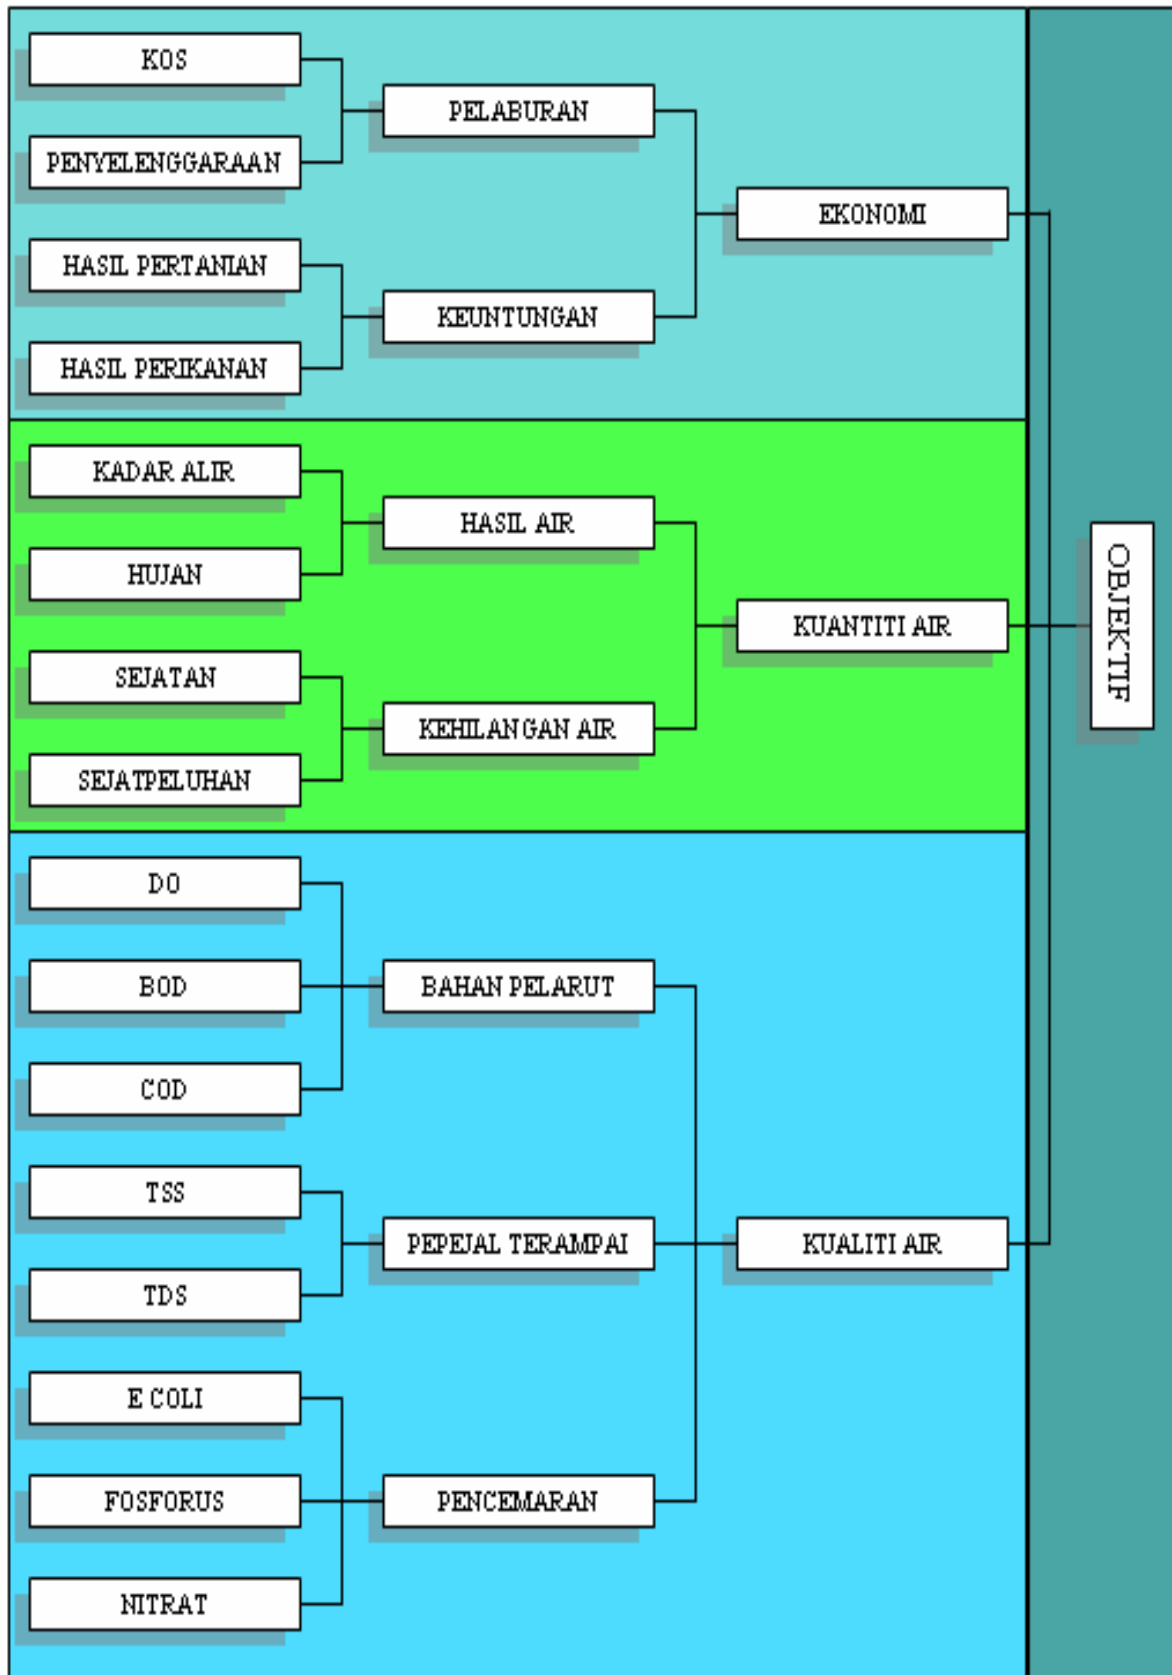 KOS
PENYELENGGARAAN
HASIL PERTANIAN
HASIL PERIKANAN
PELABURAN
KEUNTUNGAN
EKONOMI
KADAR ALIR
HUJAN
SEJATAN
SEJATPELUHAN
HASIL AIR
KEHILANGAN AIR
KUANTITI AIR
DO
BOD
COD
TSS
TDS
E COLI
FOSFORUS
NITRAT
BAHAN PELARUT
PEPEJAL TERAMPAI
PENCEMARAN
KUALITI AIR
OBJEKTIF